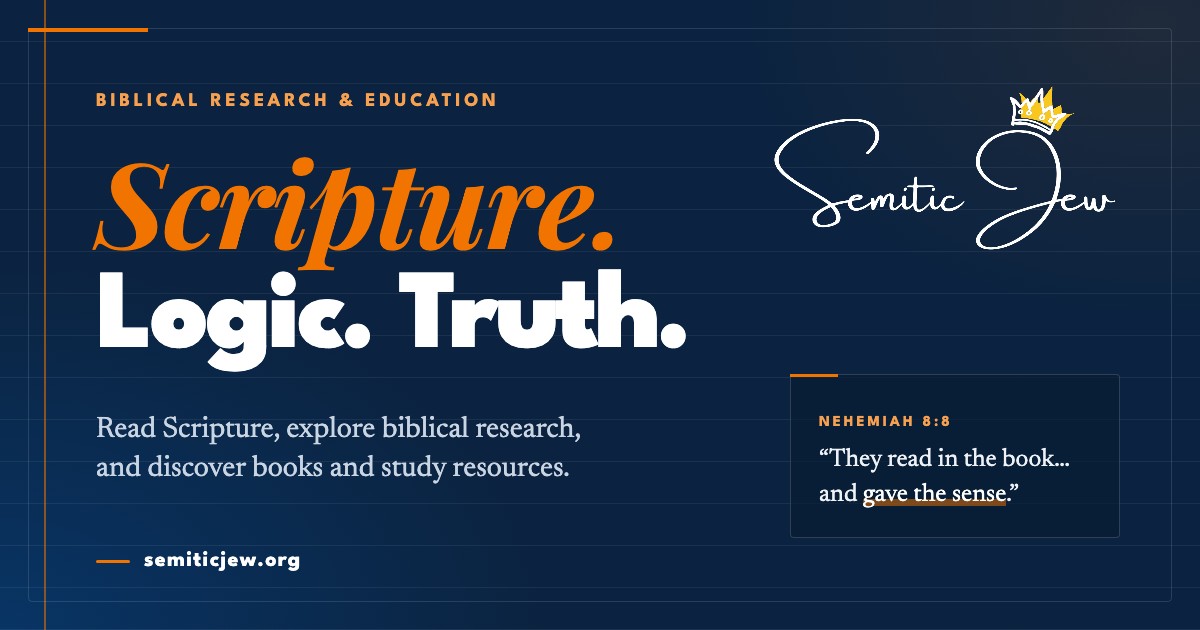 BIBLICAL RESEARCH & EDUCATION
Scripture.
Logic. Truth.
Read Scripture, explore biblical research,
and discover books and study resources.
semiticjew.org
Semitic Jew
NEHEMIAH 8:8
“They read in the book…
and gave the sense.”